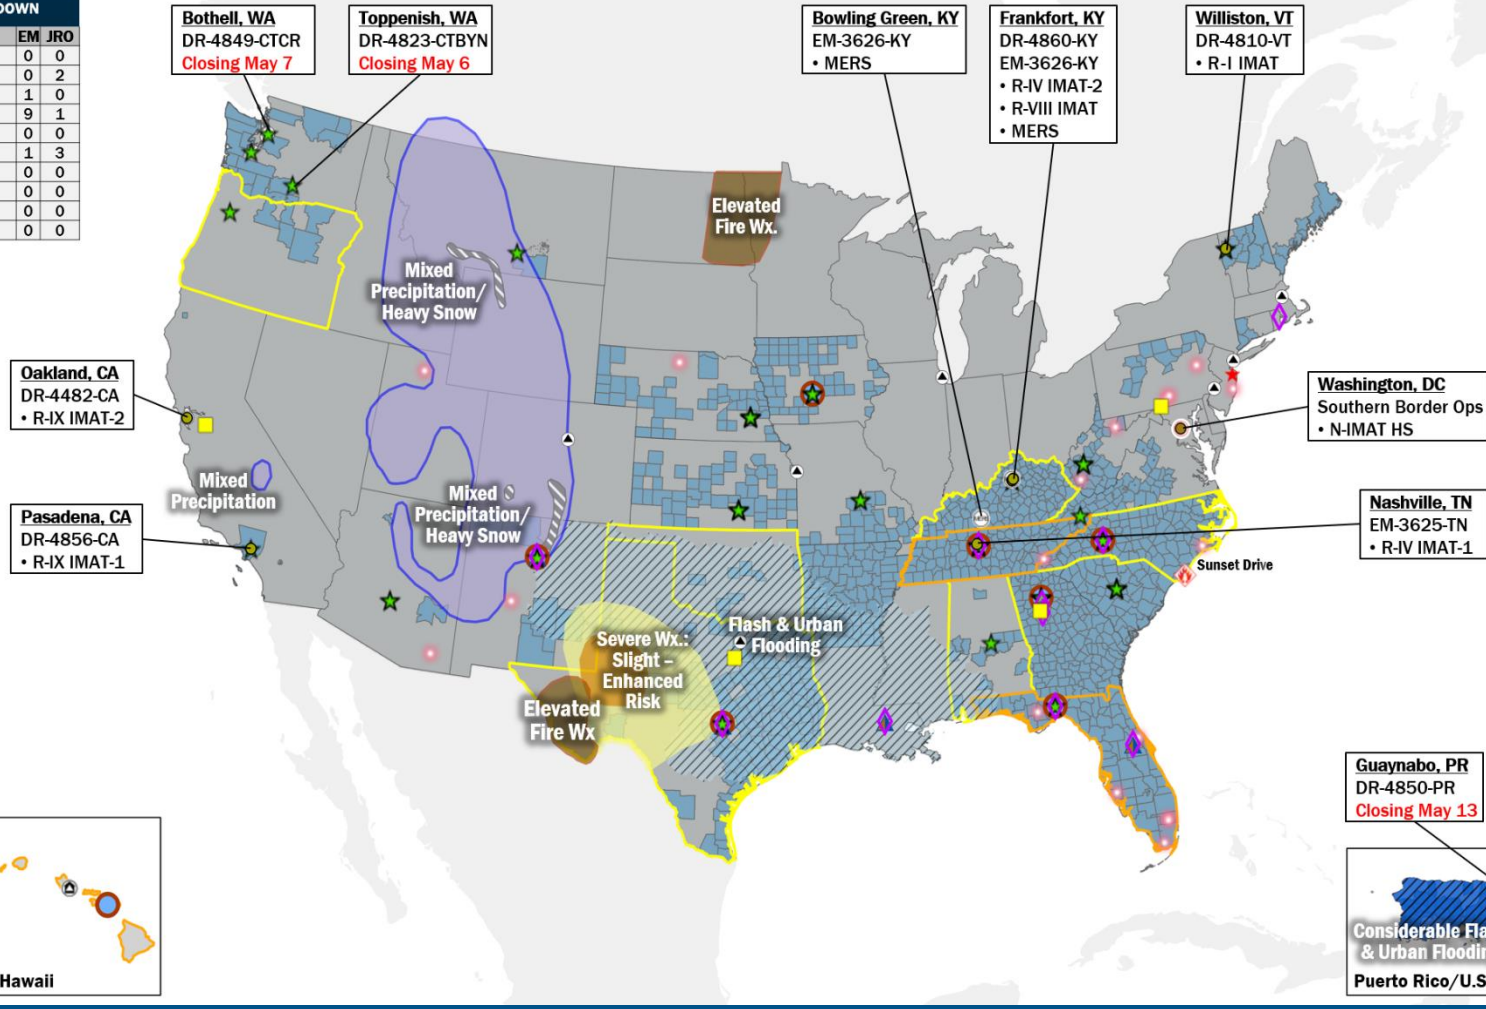 DOWN
EM JRO
0 0
0 2
1 0
9 1
0 0
1 3
0 0
0 0
0 0
0 0
Bothell, WA
DR-4849-CTCR
Closing May 7
Toppenish, WA
DR-4823-CTBYN
Closing May 6
Bowling Green, KY
EM-3626-KY
• MERS
Frankfort, KY
DR-4860-KY
EM-3626-KY
• R-IV IMAT-2
• R-VIII IMAT
• MERS
Williston, VT
DR-4810-VT
• R-I IMAT
Elevated
Fire Wx.
Mixed
Precipitation/
Heavy Snow
Oakland, CA
DR-4482-CA
• R-IX IMAT-2
Washington, DC
Southern Border Ops
• N-IMAT HS
Mixed
Precipitation
Mixed
Precipitation/
Heavy Snow
Pasadena, CA
DR-4856-CA
• R-IX IMAT-1
Nashville, TN
EM-3625-TN
• R-IV IMAT-1
Sunset Drive
Flash & Urban
Flooding
Severe Wx.:
Slight –
Enhanced
Risk
Elevated
Fire Wx
Guaynabo, PR
DR-4850-PR
Closing May 13
Considerable Fla
& Urban Floodin
Hawaii
Puerto Rico/U.S